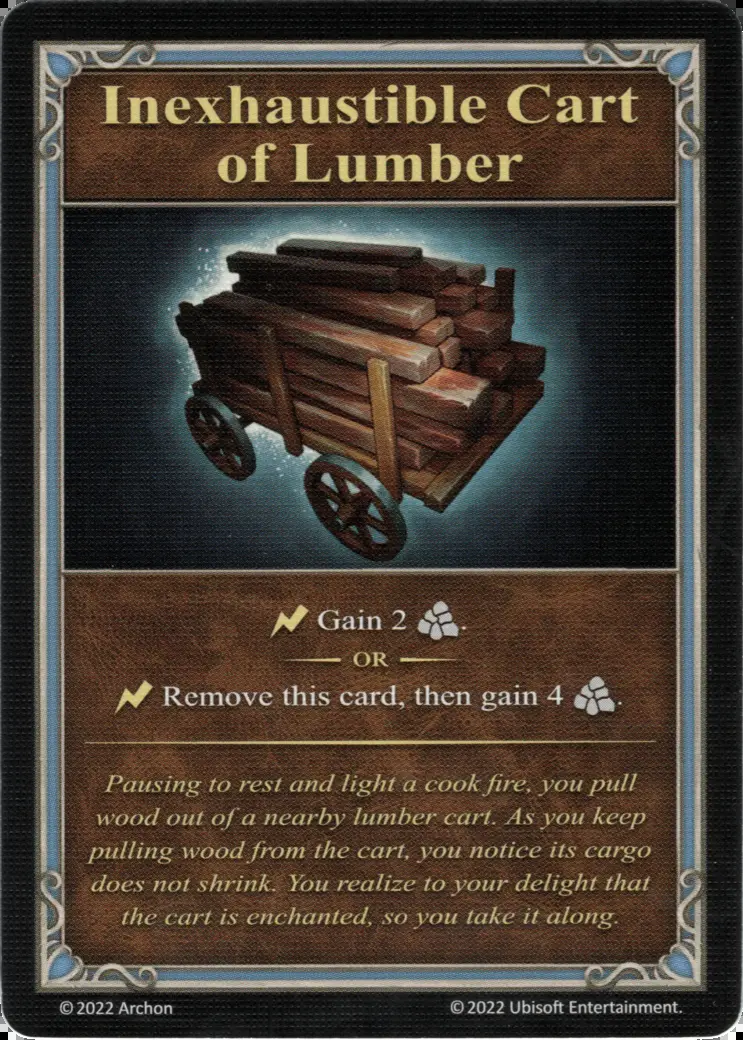 Inexhaustible Cart
of Lumber
Gain 2 .
OR
Remove this card, then gain 4 .
Pausing to rest and light a cook fire, you pull
wood out of a nearby lumber cart. As you keep
pulling wood from the cart, you notice its cargo
does not shrink. You realize to your delight that
the cart is enchanted, so you take it along.
© 2022 Archon
© 2022 Ubisoft Entertainment.